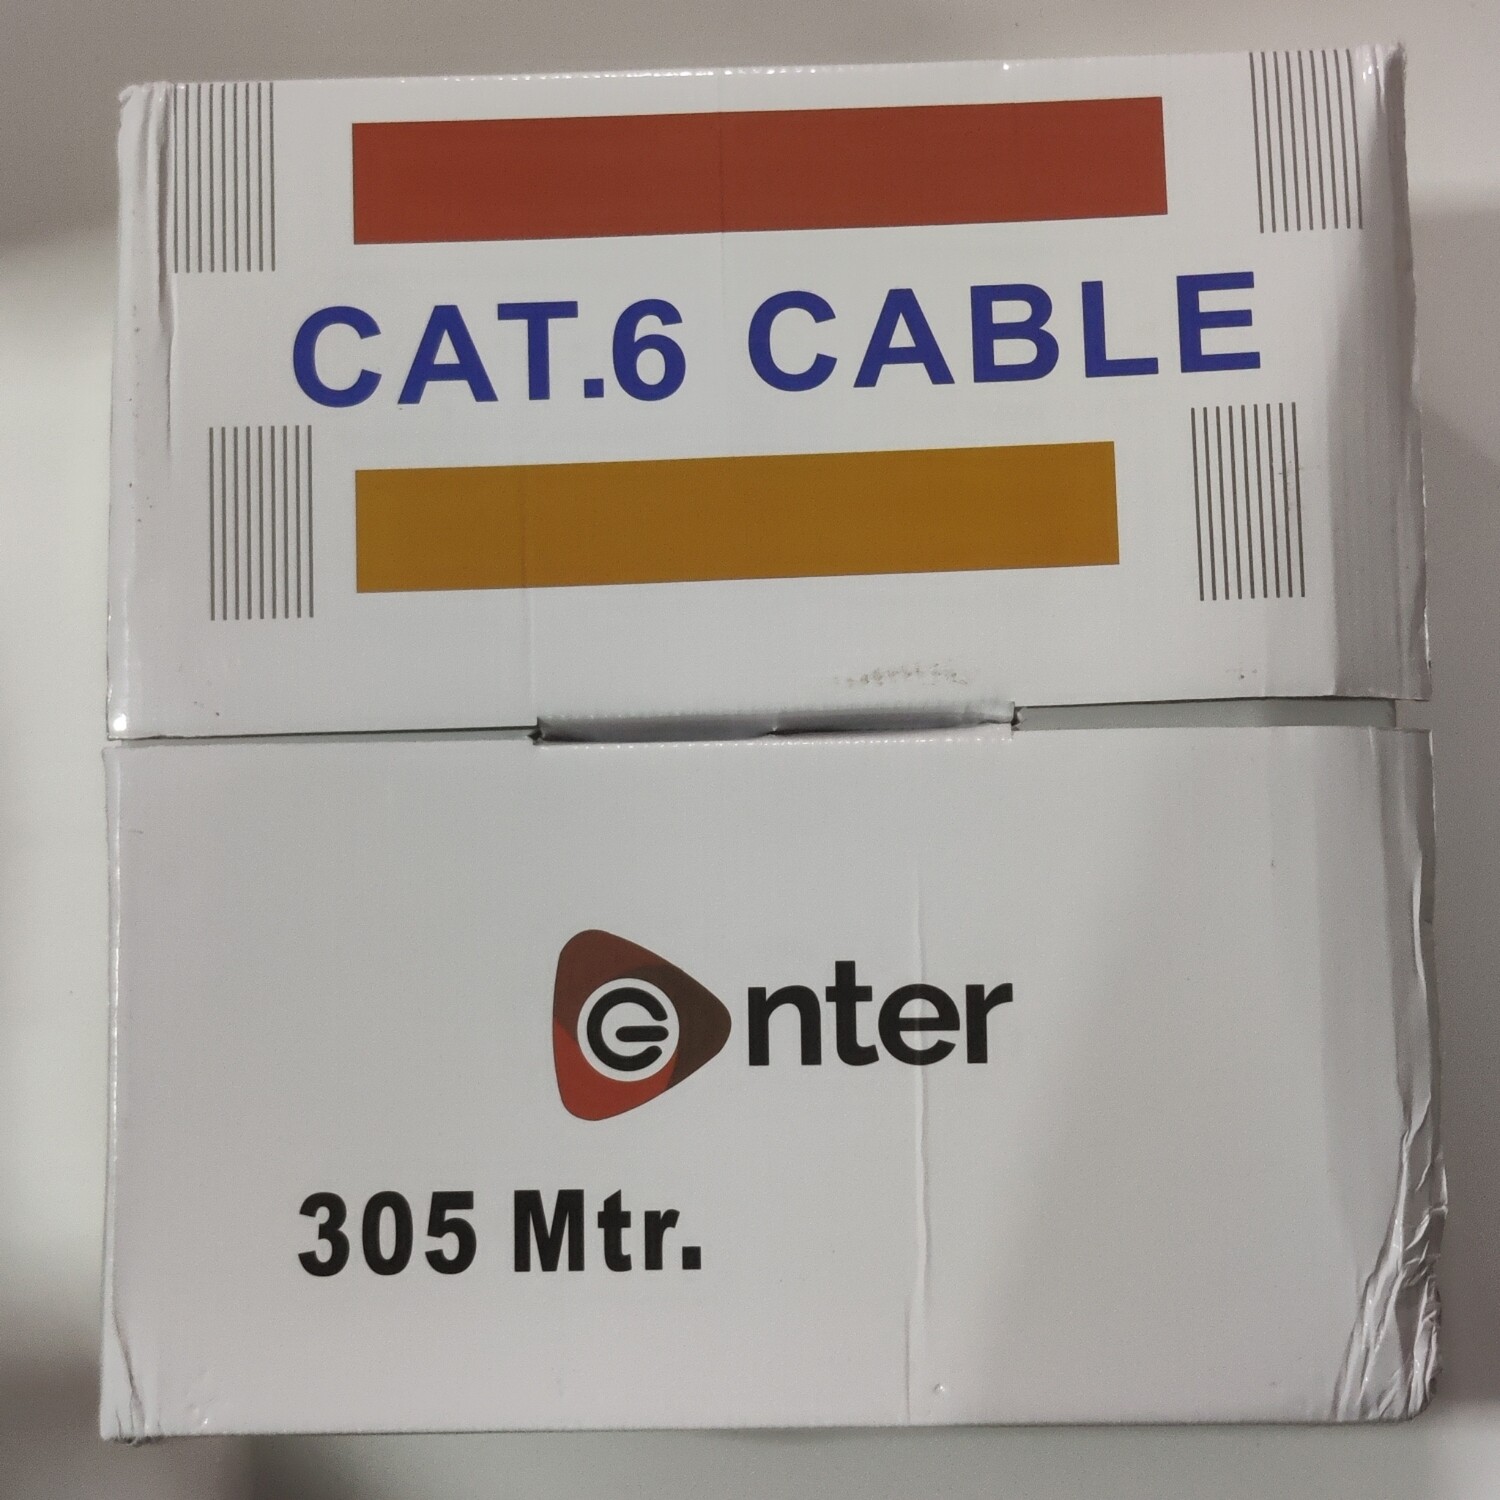 CAT.6 CABLE
enter
305 Mtr.